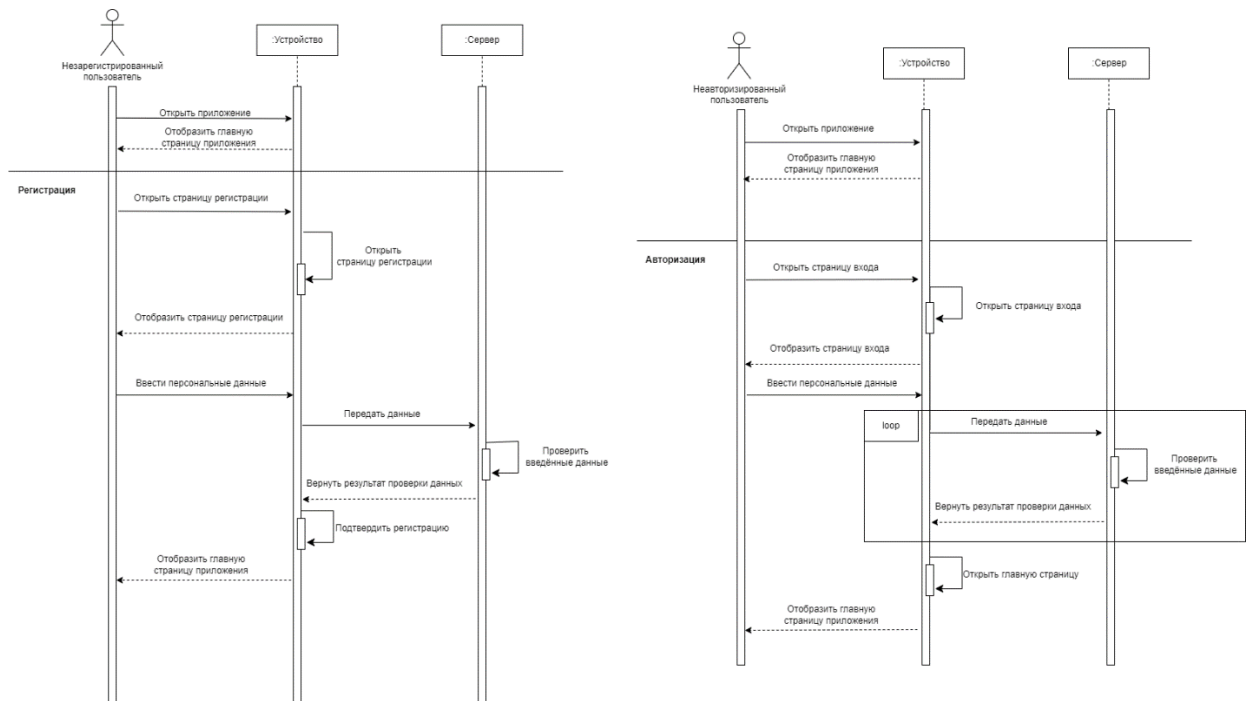 Незарегистрированный
пользователь
:Устройство
:Сервер
Открыть приложение
Отобразить главную
страницу приложения
Регистрация
Открыть страницу регистрации
Открыть
страницу регистрации
Отобразить страницу регистрации
Ввести персональные данные
Передать данные
Проверить
введённые данные
Вернуть результат проверки данных
Подтвердить регистрацию
Отобразить главную
страницу приложения
Неавторизированный
пользователь
:Устройство
:Сервер
Открыть приложение
Отобразить главную
страницу приложения
Авторизация
Открыть страницу входа
Открыть страницу входа
Отобразить страницу входа
Ввести персональные данные
loop
Передать данные
Проверить
введённые данные
Вернуть результат проверки данных
Открыть главную страницу
Отобразить главную
страницу приложения